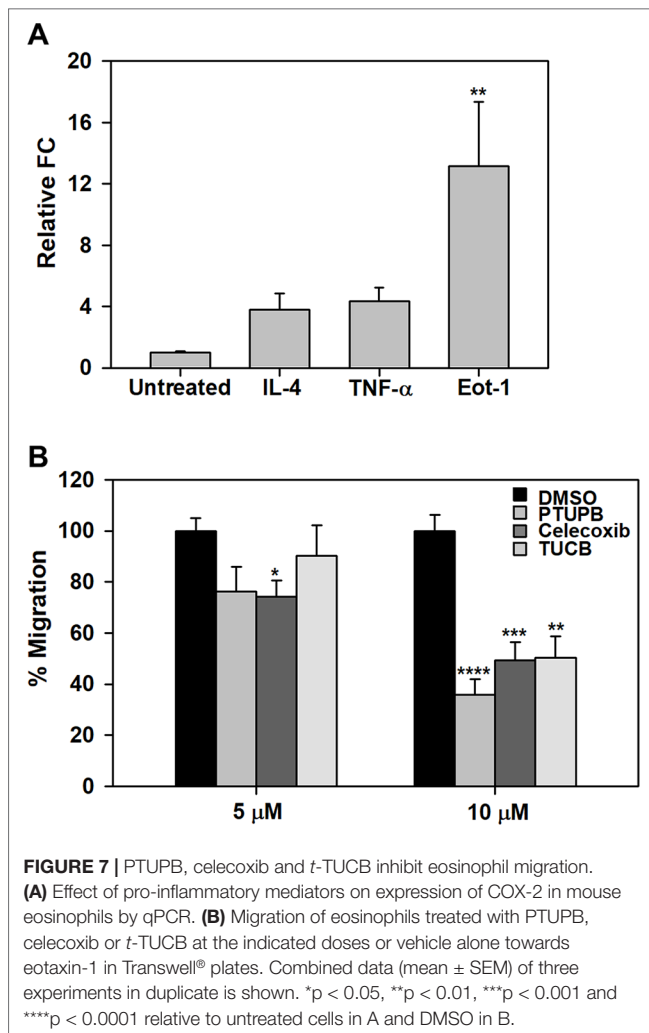 A
20
16
12
8
4
0
Relative FC
**
Untreated IL-4 TNF-α Eot-1
B
120
100
80
60
40
20
0
% Migration
DMSO
PTUPB
Celecoxib
TUCB
*
****
***
**
5 µM 10 µM
FIGURE 7 | PTUPB, celecoxib and t-TUCB inhibit eosinophil migration.
(A) Effect of pro-inflammatory mediators on expression of COX-2 in mouse
eosinophils by qPCR. (B) Migration of eosinophils treated with PTUPB,
celecoxib or t-TUCB at the indicated doses or vehicle alone towards
eotaxin-1 in Transwell® plates. Combined data (mean ± SEM) of three
experiments in duplicate is shown. *p < 0.05, **p < 0.01, ***p < 0.001 and
****p < 0.0001 relative to untreated cells in A and DMSO in B.